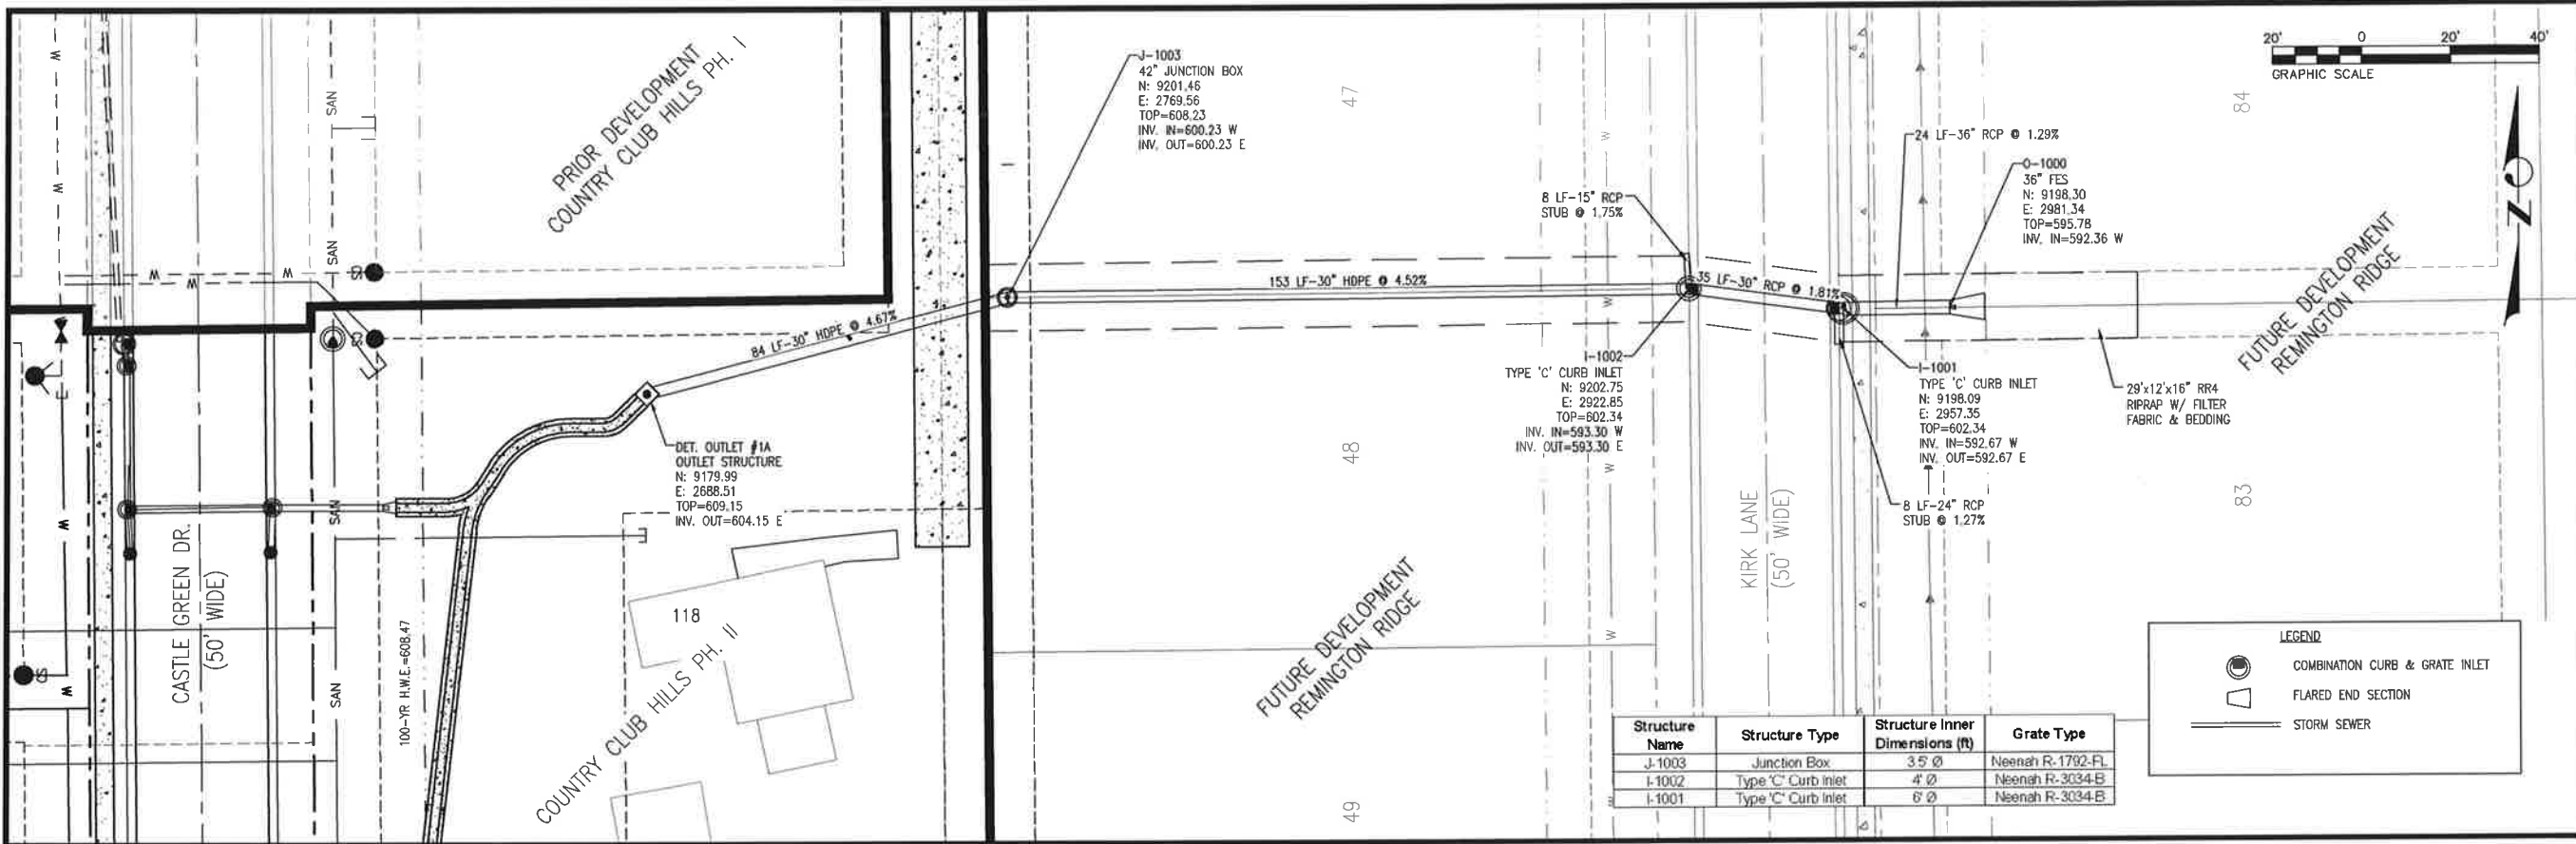 PRIOR DEVELOPMENT
COUNTRY CLUB HILLS PH. I
J-1003
42" JUNCTION BOX
N: 9201.46
E: 2769.56
TOP=608.23
INV. IN=600.23 W
INV. OUT=600.23 E
47
8 LF-15" RCP
STUB @ 1.75%
24 LF-36" RCP @ 1.29%
O-1000
36" FES
N: 9198.30
E: 2981.34
TOP=595.78
INV. IN=592.36 W
84
20' 0 20' 40'
GRAPHIC SCALE
N
FUTURE DEVELOPMENT
REMINGTON RIDGE
SAN
SAN
W
W
W
W
W
CO
CO
84 LF-30" HDPE @ 4.67%
153 LF-30" HDPE @ 4.52%
35 LF-30" RCP @ 1.81%
DET. OUTLET #1A
OUTLET STRUCTURE
N: 9179.99
E: 2688.51
TOP=609.15
INV. OUT=604.15 E
I-1002
TYPE 'C' CURB INLET
N: 9202.75
E: 2922.85
TOP=602.34
INV. IN=593.30 W
INV. OUT=593.30 E
I-1001
TYPE 'C' CURB INLET
N: 9198.09
E: 2957.35
TOP=602.34
INV. IN=592.67 W
INV. OUT=592.67 E
29'x12'x16" RR4
RIPRAP W/ FILTER
FABRIC & BEDDING
8 LF-24" RCP
STUB @ 1.27%
48
83
E
W
SAN
SAN
CO
W
CASTLE GREEN DR.
(50' WIDE)
100-YR H.W.E.=608.47
118
COUNTRY CLUB HILLS PH. II
FUTURE DEVELOPMENT
REMINGTON RIDGE
W
W
W
W
KIRK LANE
(50' WIDE)
49
Structure Name Structure Type Structure Inner Dimensions (ft) Grate Type
J-1003 Junction Box 3.5' Ø Neenah R-1792-FL
I-1002 Type 'C' Curb Inlet 4' Ø Neenah R-3034-B
I-1001 Type 'C' Curb Inlet 6' Ø Neenah R-3034-B
LEGEND
COMBINATION CURB & GRATE INLET
FLARED END SECTION
STORM SEWER